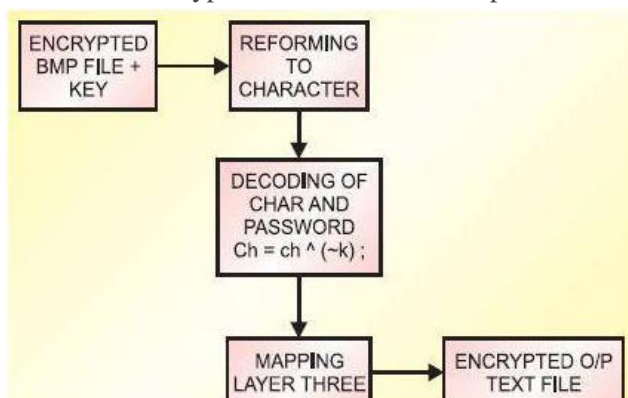 ENCRYPTED
BMP FILE +
KEY
REFORMING
TO
CHARACTER
DECODING OF
CHAR AND
PASSWORD
Ch = ch ^ (~k) ;
MAPPING
LAYER THREE
ENCRYPTED O/P
TEXT FILE